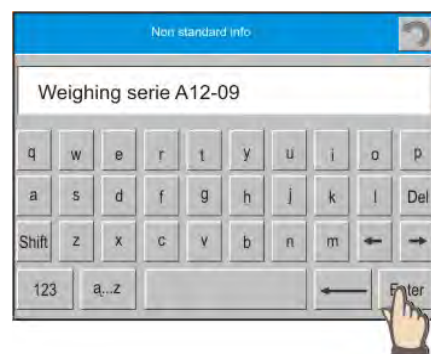 Non standard info
Weighing serie A12-09
q w e r t y u i o p
a s d f g h j k l Del
Shift z x c v b n m ← →
123 ą...z ← Enter